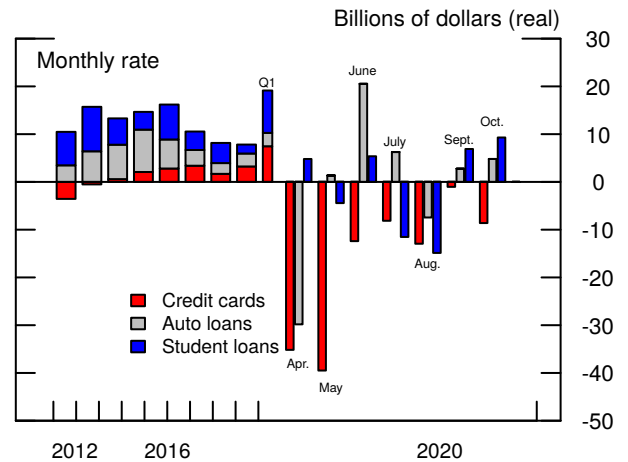 Billions of dollars (real)
Monthly rate
30
20
10
0
-10
-20
-30
-40
-50
Q1
June
July
Sept.
Oct.
Aug.
Apr.
May
Credit cards
Auto loans
Student loans
2012 2016 2020